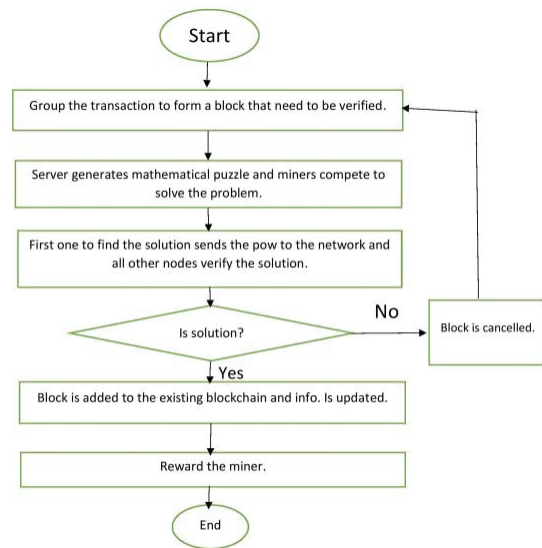 Start
Group the transaction to form a block that need to be verified.
Server generates mathematical puzzle and miners compete to
solve the problem.
First one to find the solution sends the pow to the network and
all other nodes verify the solution.
Is solution?
No
Block is cancelled.
Yes
Block is added to the existing blockchain and info. Is updated.
Reward the miner.
End